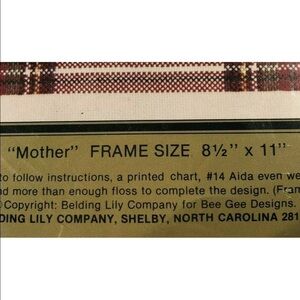 "Mother" FRAME SIZE 8½" x 11"
to follow instructions, a printed chart, #14 Aida even we
nd more than enough floss to complete the design. (Fram
©Copyright: Belding Lily Company for Bee Gee Designs.
DING LILY COMPANY, SHELBY, NORTH CAROLINA 281